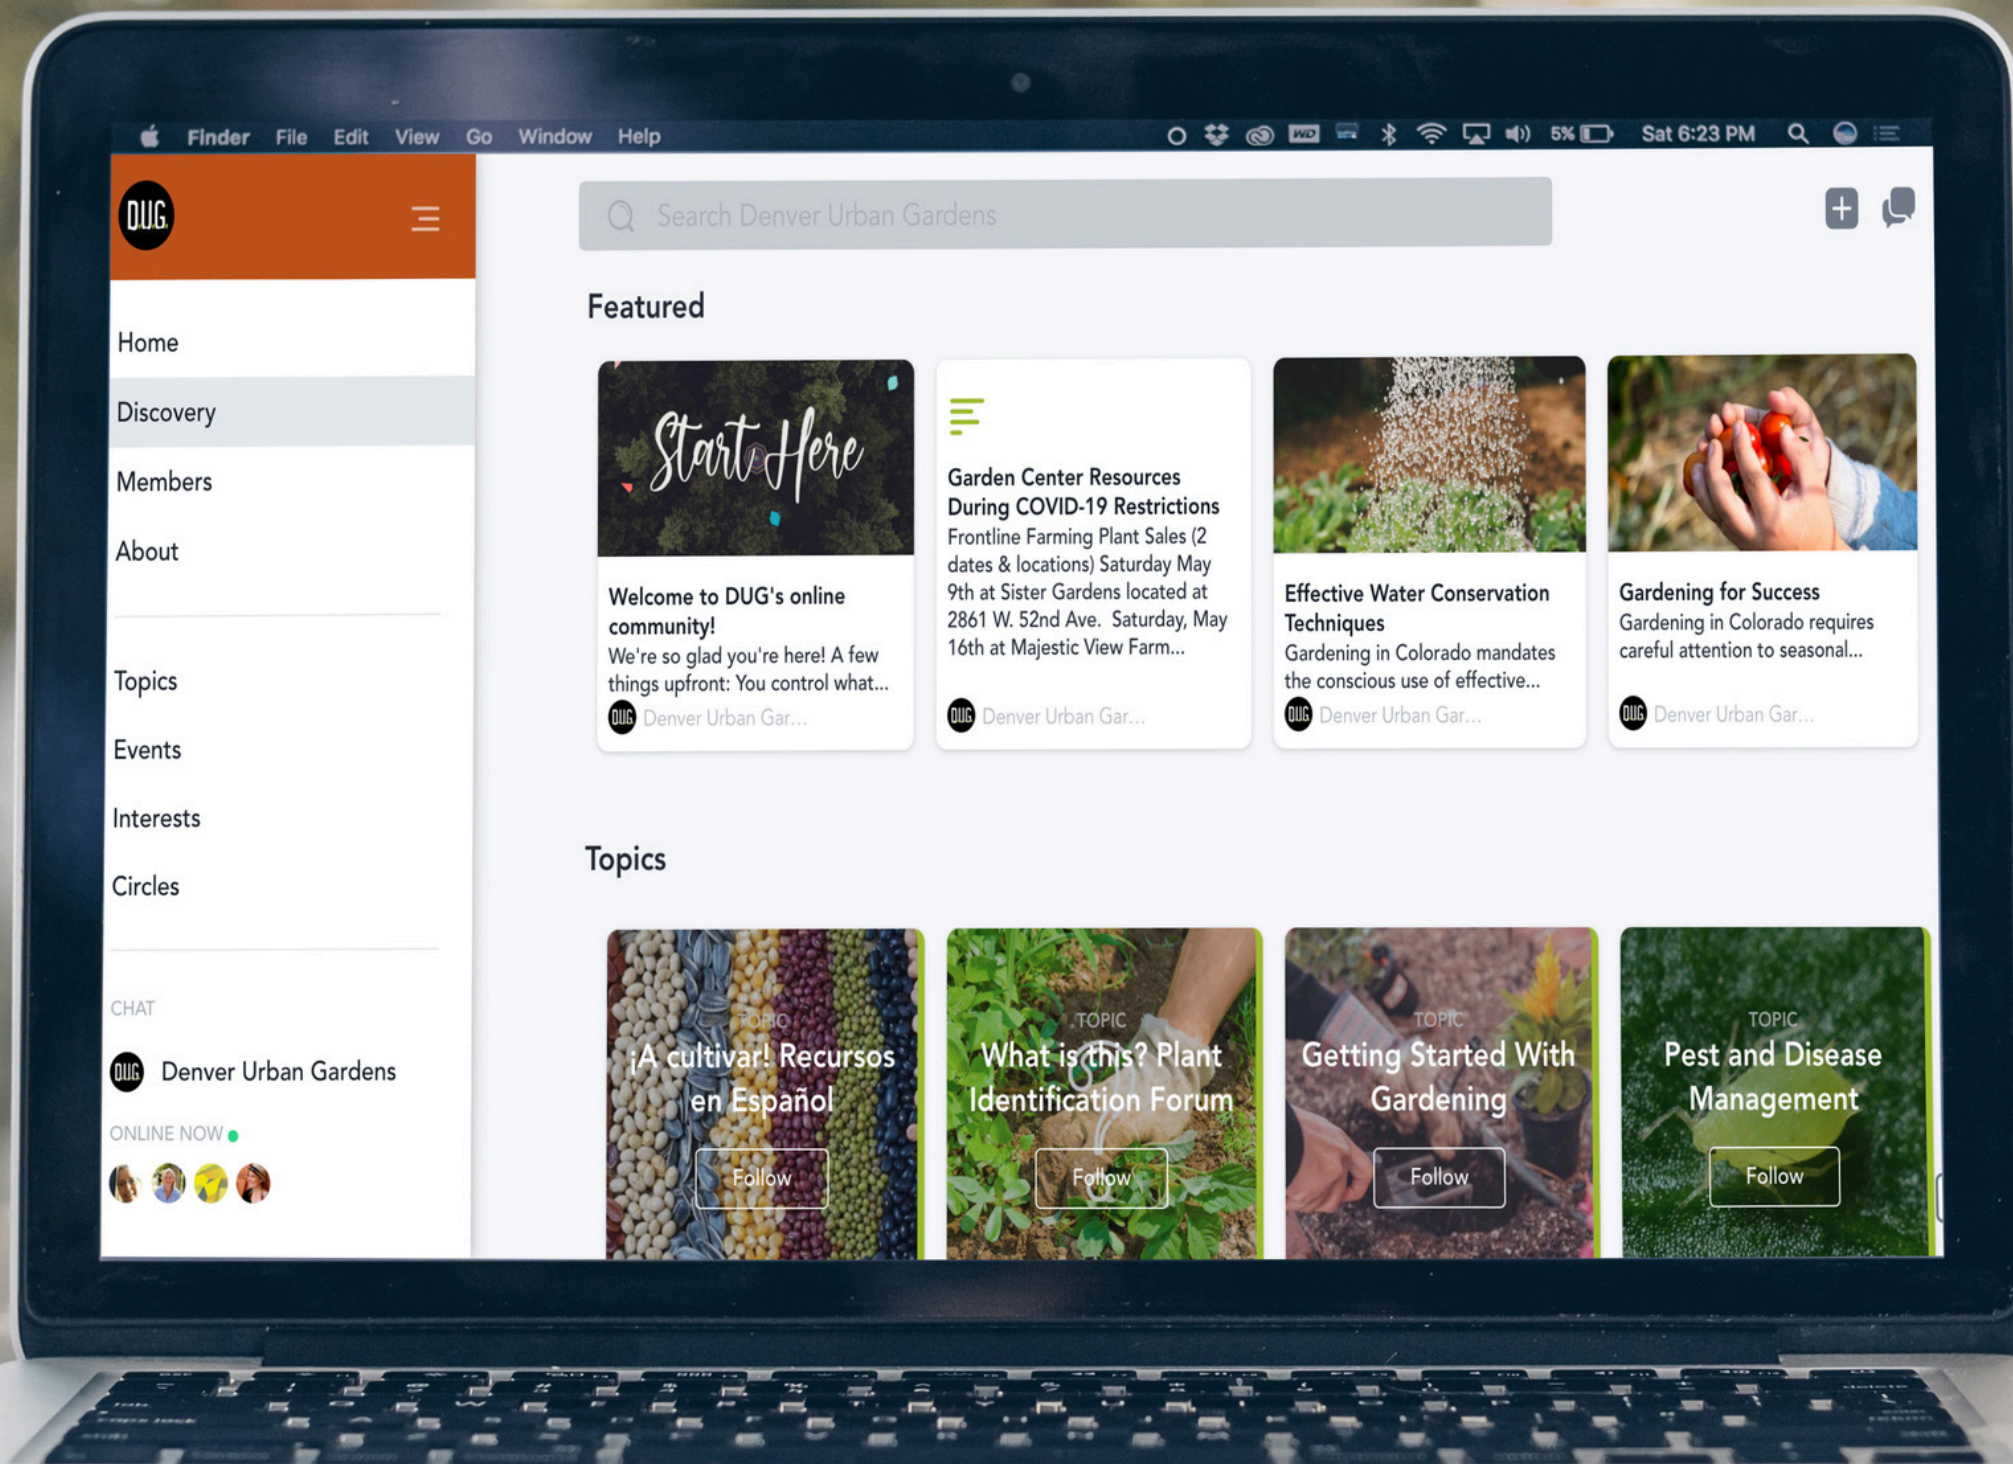 Finder File Edit View Go Window Help
WD 5% Sat 6:23 PM
D.U.G.
Search Denver Urban Gardens
Home
Discovery
Members
About
Topics
Events
Interests
Circles
CHAT
DUG Denver Urban Gardens
ONLINE NOW
Featured
Start Here
Welcome to DUG's online
community!
We're so glad you're here! A few
things upfront: You control what...
DUG Denver Urban Gar...
Garden Center Resources
During COVID-19 Restrictions
Frontline Farming Plant Sales (2
dates & locations) Saturday May
9th at Sister Gardens located at
2861 W. 52nd Ave. Saturday, May
16th at Majestic View Farm...
DUG Denver Urban Gar...
Effective Water Conservation
Techniques
Gardening in Colorado mandates
the conscious use of effective...
DUG Denver Urban Gar...
Gardening for Success
Gardening in Colorado requires
careful attention to seasonal...
DUG Denver Urban Gar...
Topics
TOPIC
¡A cultivar! Recursos
en Español
Follow
TOPIC
What is this? Plant
Identification Forum
Follow
TOPIC
Getting Started With
Gardening
Follow
TOPIC
Pest and Disease
Management
Follow